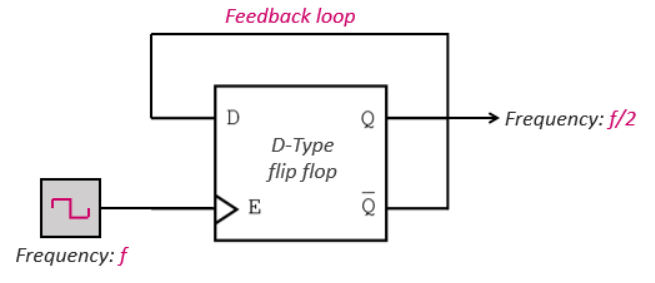 Feedback loop
D
Q
Frequency: f/2
D-Type
flip flop
E
Q̅
Frequency: f